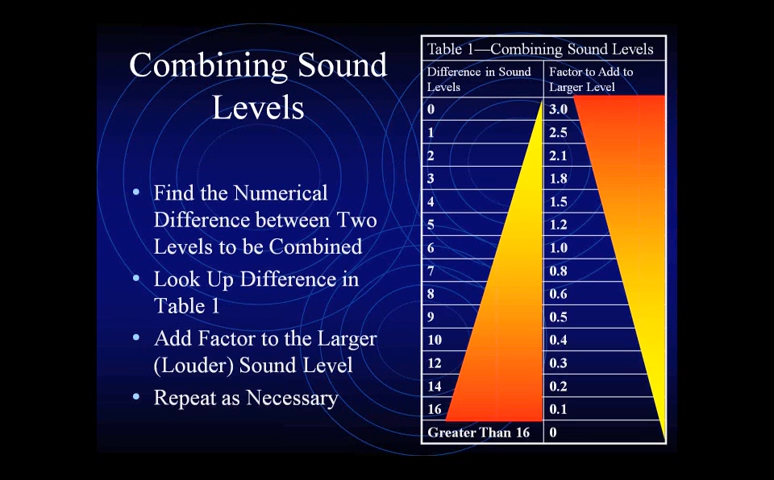 Combining Sound
Levels
• Find the Numerical
Difference between Two
Levels to be Combined
• Look Up Difference in
Table 1
• Add Factor to the Larger
(Louder) Sound Level
• Repeat as Necessary
Table 1—Combining Sound Levels
Difference in Sound Levels Factor to Add to Larger Level
0 3.0
1 2.5
2 2.1
3 1.8
4 1.5
5 1.2
6 1.0
7 0.8
8 0.6
9 0.5
10 0.4
12 0.3
14 0.2
16 0.1
Greater Than 16 0